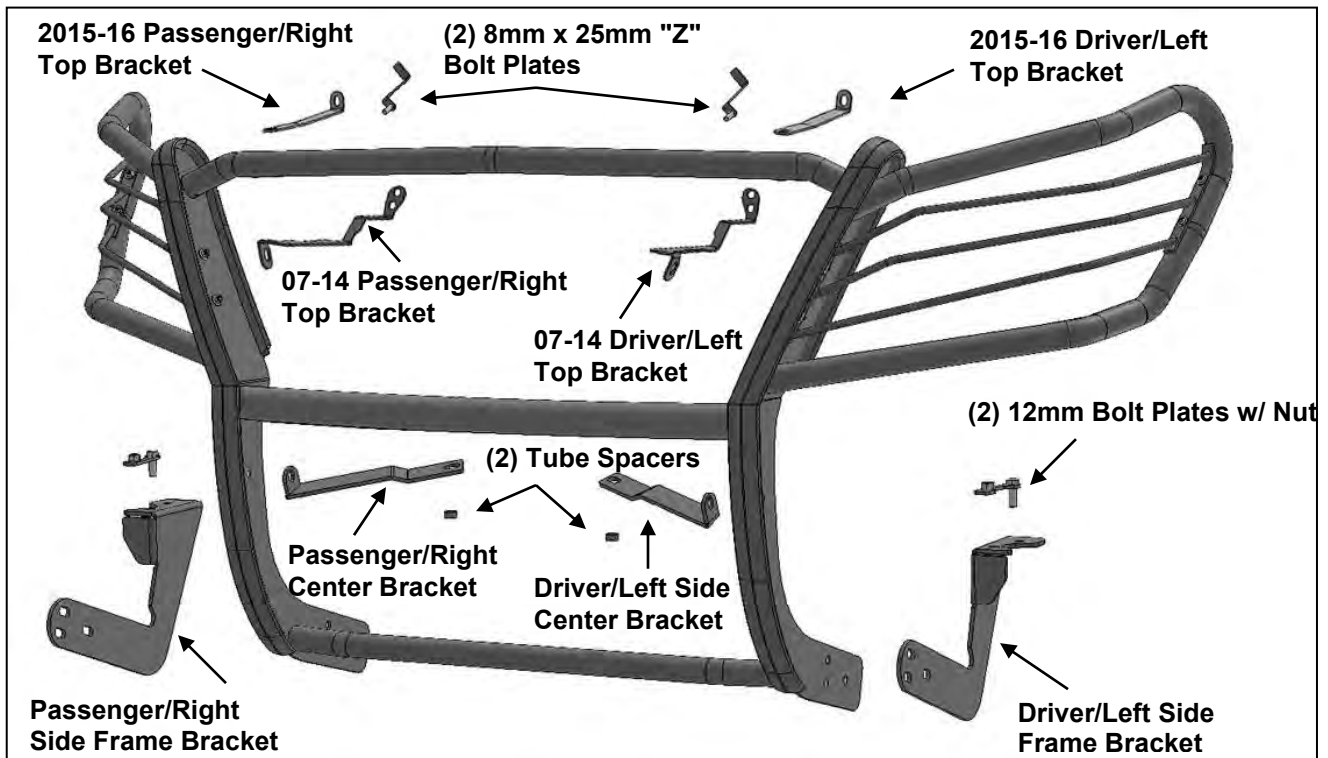 2015-16 Passenger/Right
Top Bracket
(2) 8mm x 25mm "Z"
Bolt Plates
2015-16 Driver/Left
Top Bracket
07-14 Passenger/Right
Top Bracket
07-14 Driver/Left
Top Bracket
(2) 12mm Bolt Plates w/ Nut
(2) Tube Spacers
Passenger/Right
Center Bracket
Driver/Left Side
Center Bracket
Passenger/Right
Side Frame Bracket
Driver/Left Side
Frame Bracket